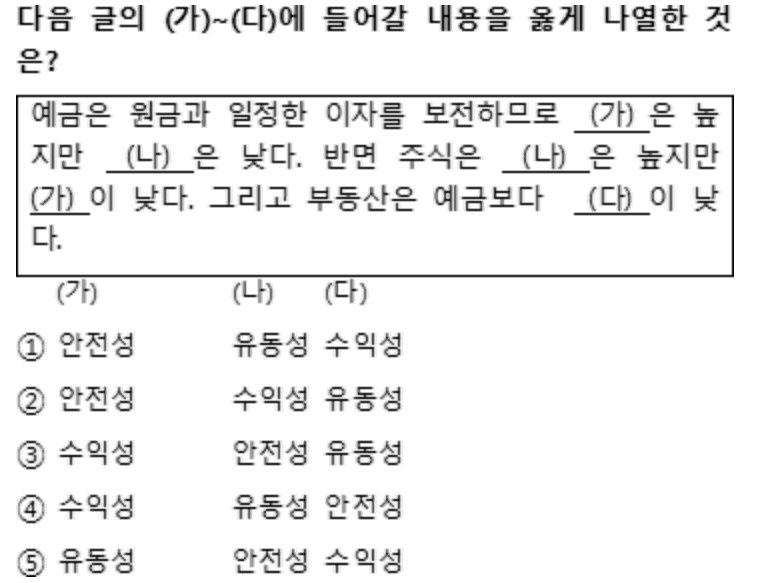 다음 글의 (가)~(다)에 들어갈 내용을 옳게 나열한 것
은?
예금은 원금과 일정한 이자를 보전하므로 (가) 은 높
지만 (나) 은 낮다. 반면 주식은 (나) 은 높지만
(가) 이 낮다. 그리고 부동산은 예금보다 (다) 이 낮
다.
(가) (나) (다)
① 안전성 유동성 수익성
② 안전성 수익성 유동성
③ 수익성 안전성 유동성
④ 수익성 유동성 안전성
⑤ 유동성 안전성 수익성